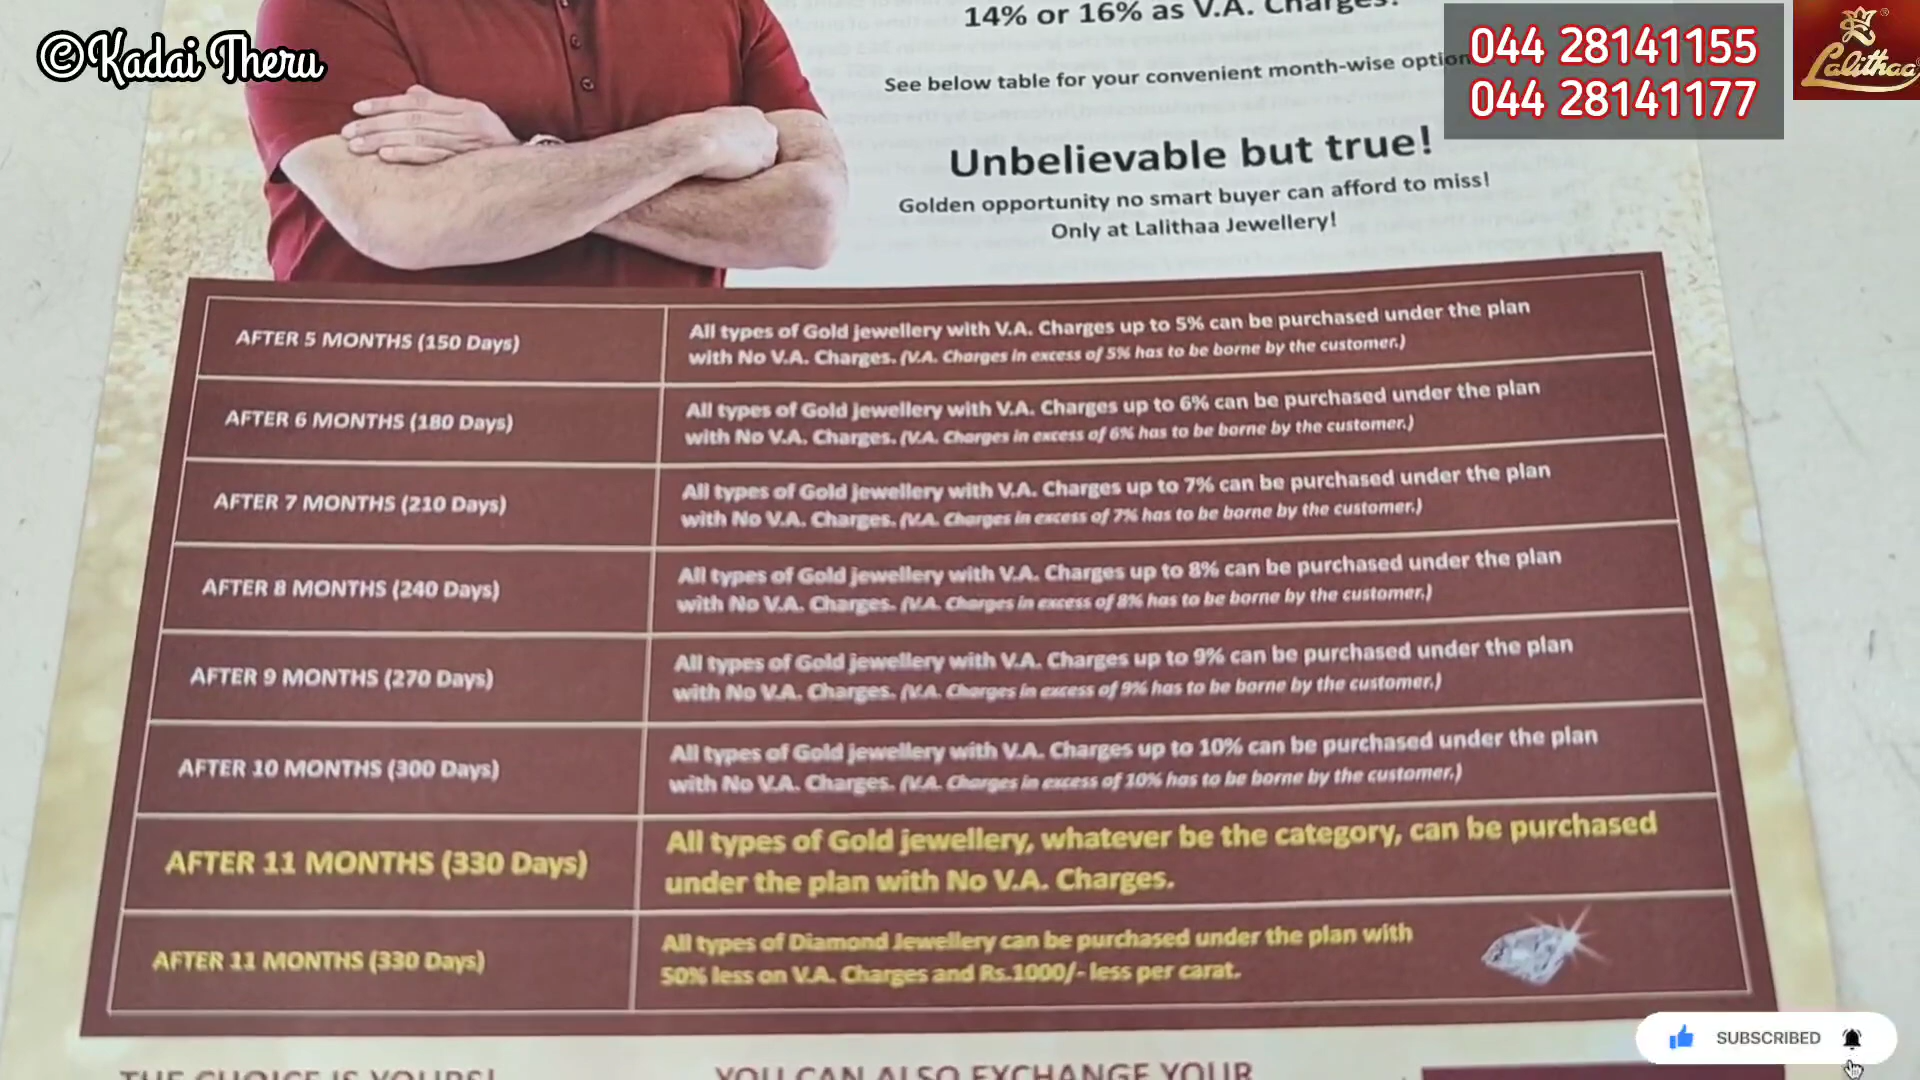 ©Kadai Theru
14% or 16% as V.A. Charges.
See below table for your convenient month-wise option
044 28141155
044 28141177
Lalithaa
Unbelievable but true!
Golden opportunity no smart buyer can afford to miss!
Only at Lalithaa Jewellery!
AFTER 5 MONTHS (150 Days)
All types of Gold jewellery with V.A. Charges up to 5% can be purchased under the plan
with No V.A. Charges. (V.A. Charges in excess of 5% has to be borne by the customer.)
AFTER 6 MONTHS (180 Days)
All types of Gold jewellery with V.A. Charges up to 6% can be purchased under the plan
with No V.A. Charges. (V.A. Charges in excess of 6% has to be borne by the customer.)
AFTER 7 MONTHS (210 Days)
All types of Gold jewellery with V.A. Charges up to 7% can be purchased under the plan
with No V.A. Charges. (V.A. Charges in excess of 7% has to be borne by the customer.)
AFTER 8 MONTHS (240 Days)
All types of Gold jewellery with V.A. Charges up to 8% can be purchased under the plan
with No V.A. Charges. (V.A. Charges in excess of 8% has to be borne by the customer.)
AFTER 9 MONTHS (270 Days)
All types of Gold jewellery with V.A. Charges up to 9% can be purchased under the plan
with No V.A. Charges. (V.A. Charges in excess of 9% has to be borne by the customer.)
AFTER 10 MONTHS (300 Days)
All types of Gold jewellery with V.A. Charges up to 10% can be purchased under the plan
with No V.A. Charges. (V.A. Charges in excess of 10% has to be borne by the customer.)
AFTER 11 MONTHS (330 Days)
All types of Gold jewellery, whatever be the category, can be purchased
under the plan with No V.A. Charges.
AFTER 11 MONTHS (330 Days)
All types of Diamond Jewellery can be purchased under the plan with
50% less on V.A. Charges and Rs.1000/- less per carat.
SUBSCRIBED
THE CHOICE IS YOURS!
YOU CAN ALSO EXCHANGE YOUR